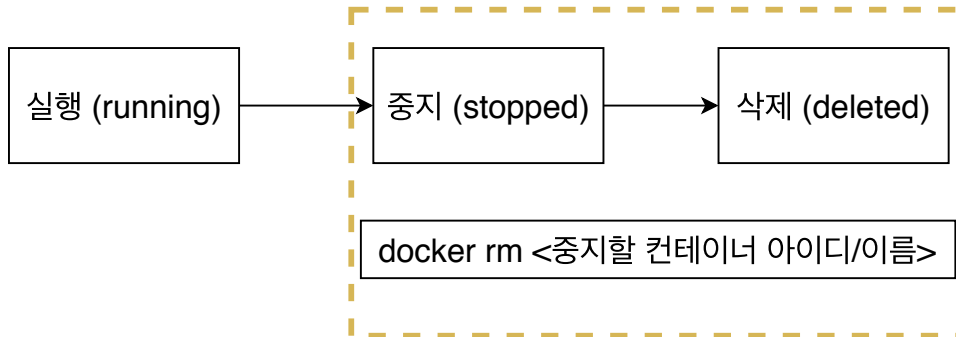 실행 (running)
중지 (stopped)
삭제 (deleted)
docker rm <중지할 컨테이너 아이디/이름>